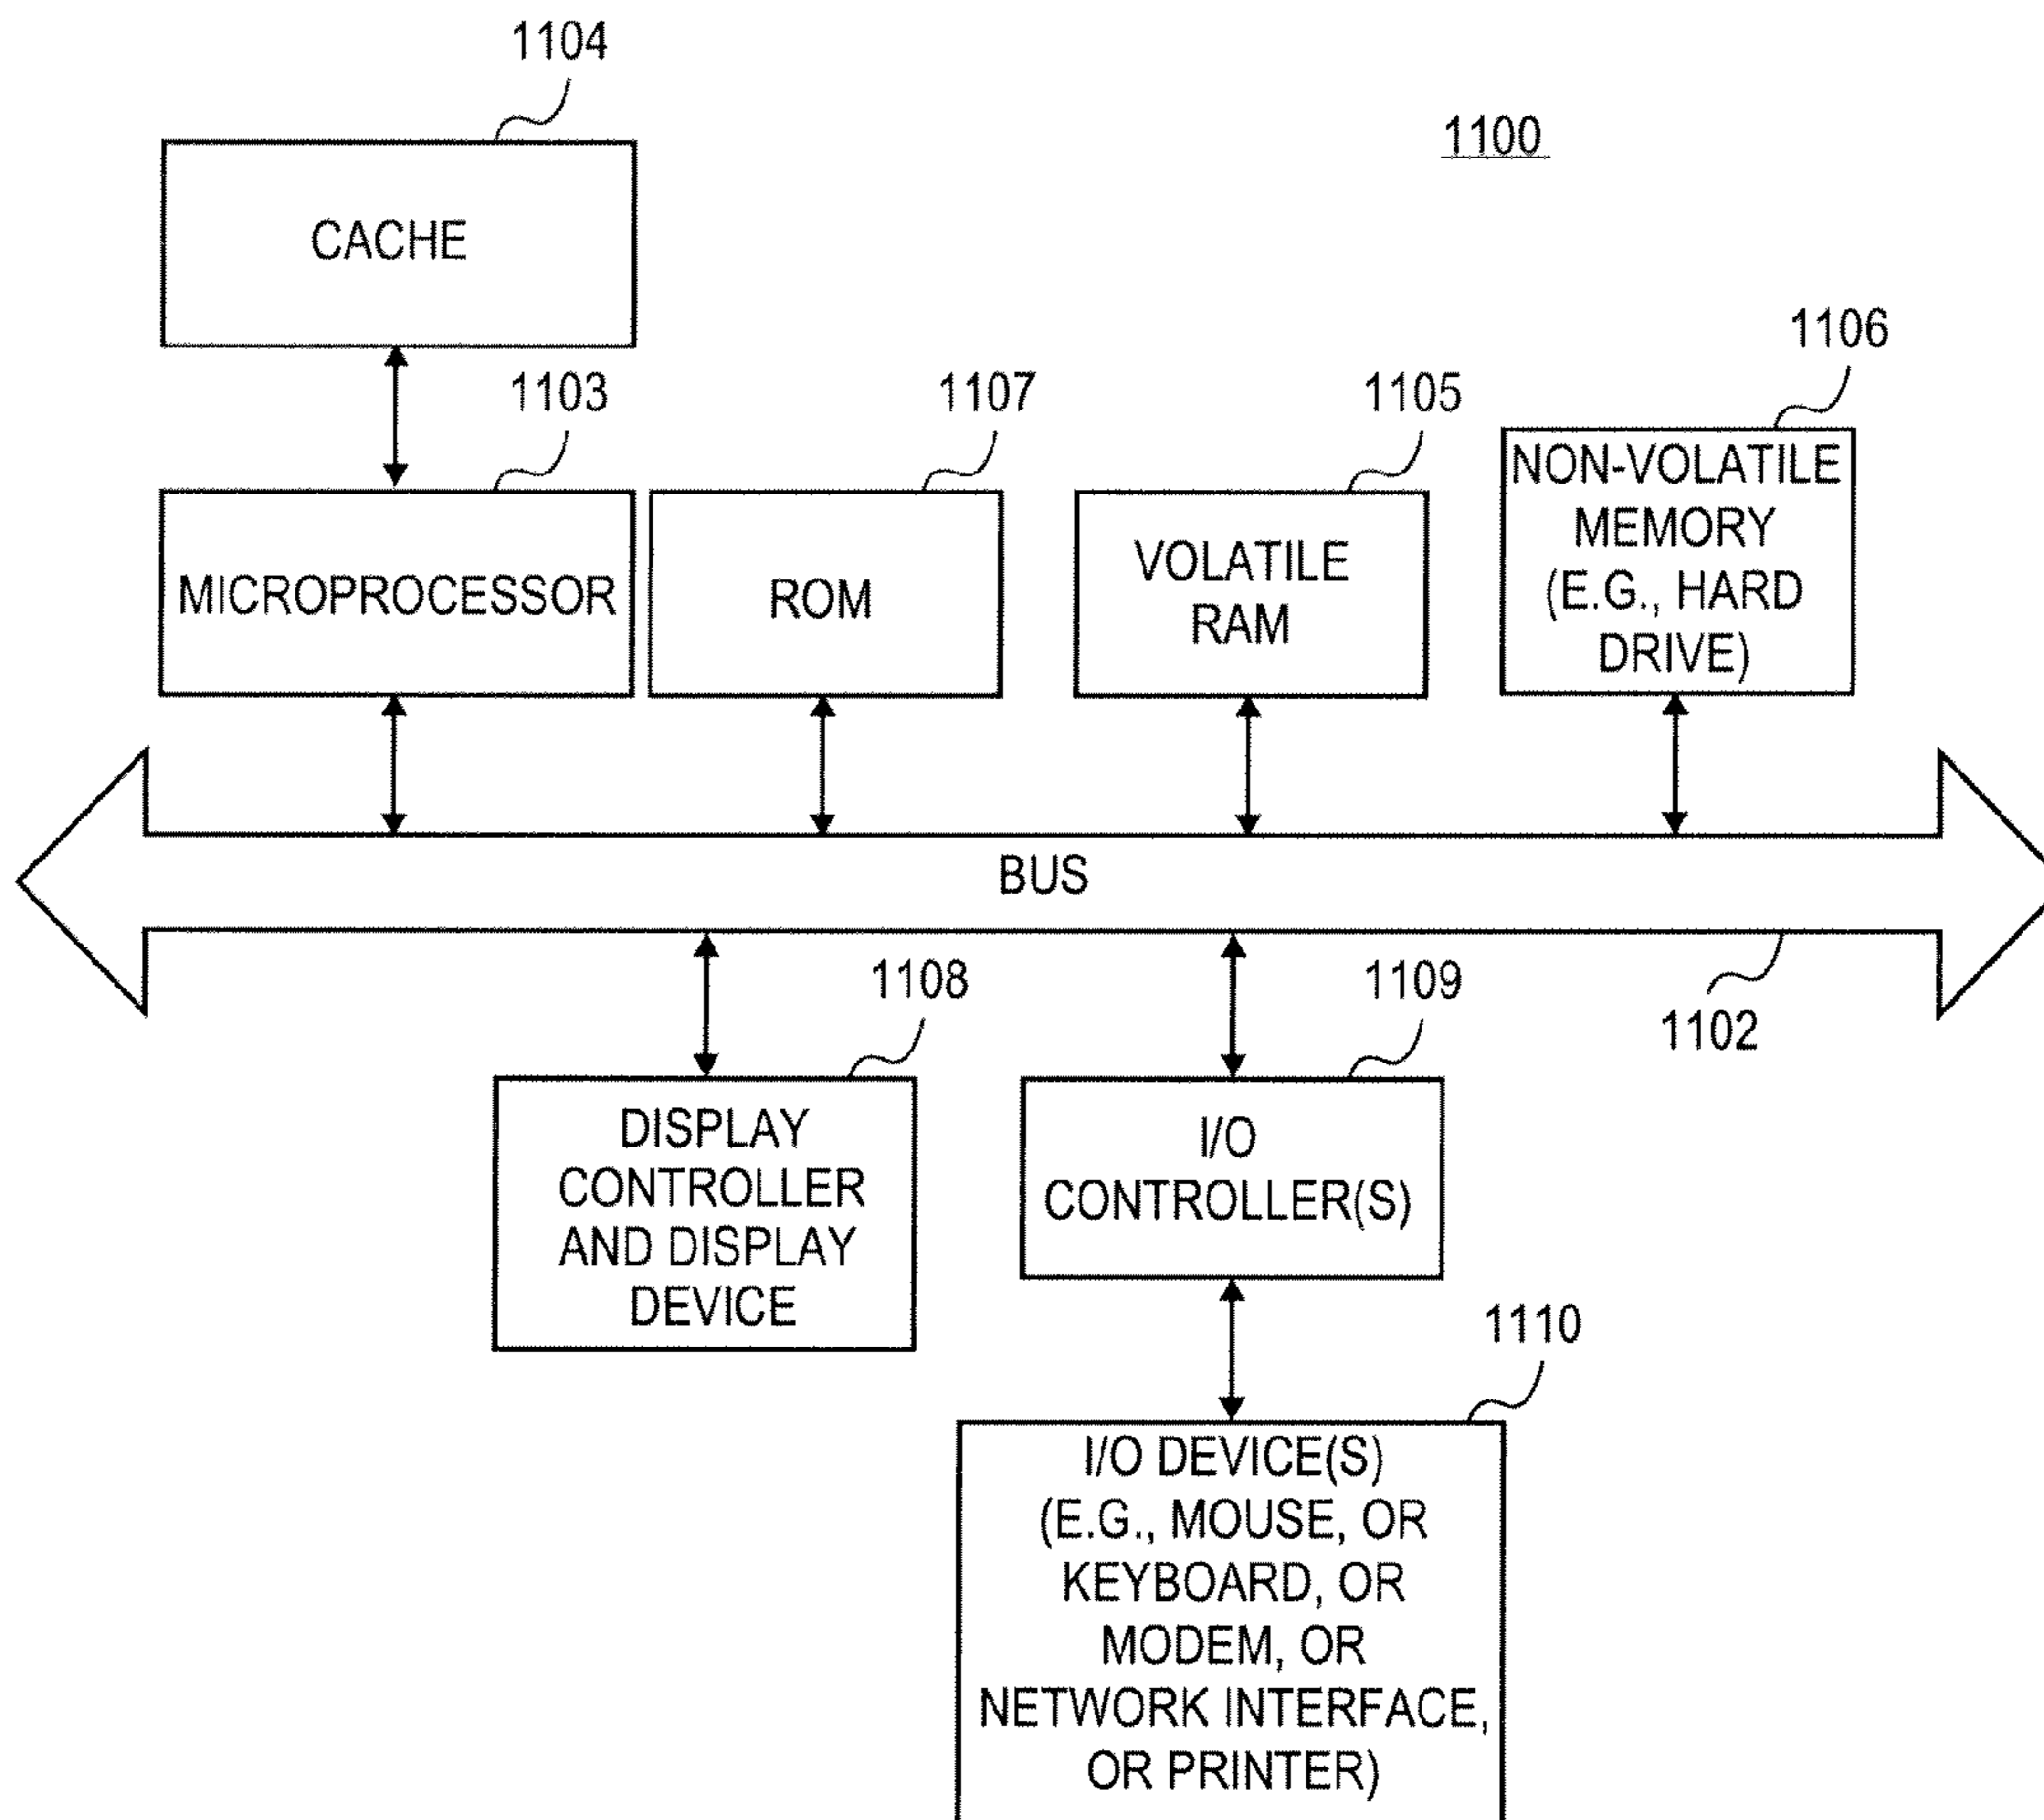 1104
1100
CACHE
1106
1103
1107
1105
NON-VOLATILE
MEMORY
(E.G., HARD
DRIVE)
MICROPROCESSOR
ROM
VOLATILE
RAM
BUS
1108
1109
1102
DISPLAY
CONTROLLER
AND DISPLAY
DEVICE
I/O
CONTROLLER(S)
1110
I/O DEVICE(S)
(E.G., MOUSE, OR
KEYBOARD, OR
MODEM, OR
NETWORK INTERFACE,
OR PRINTER)